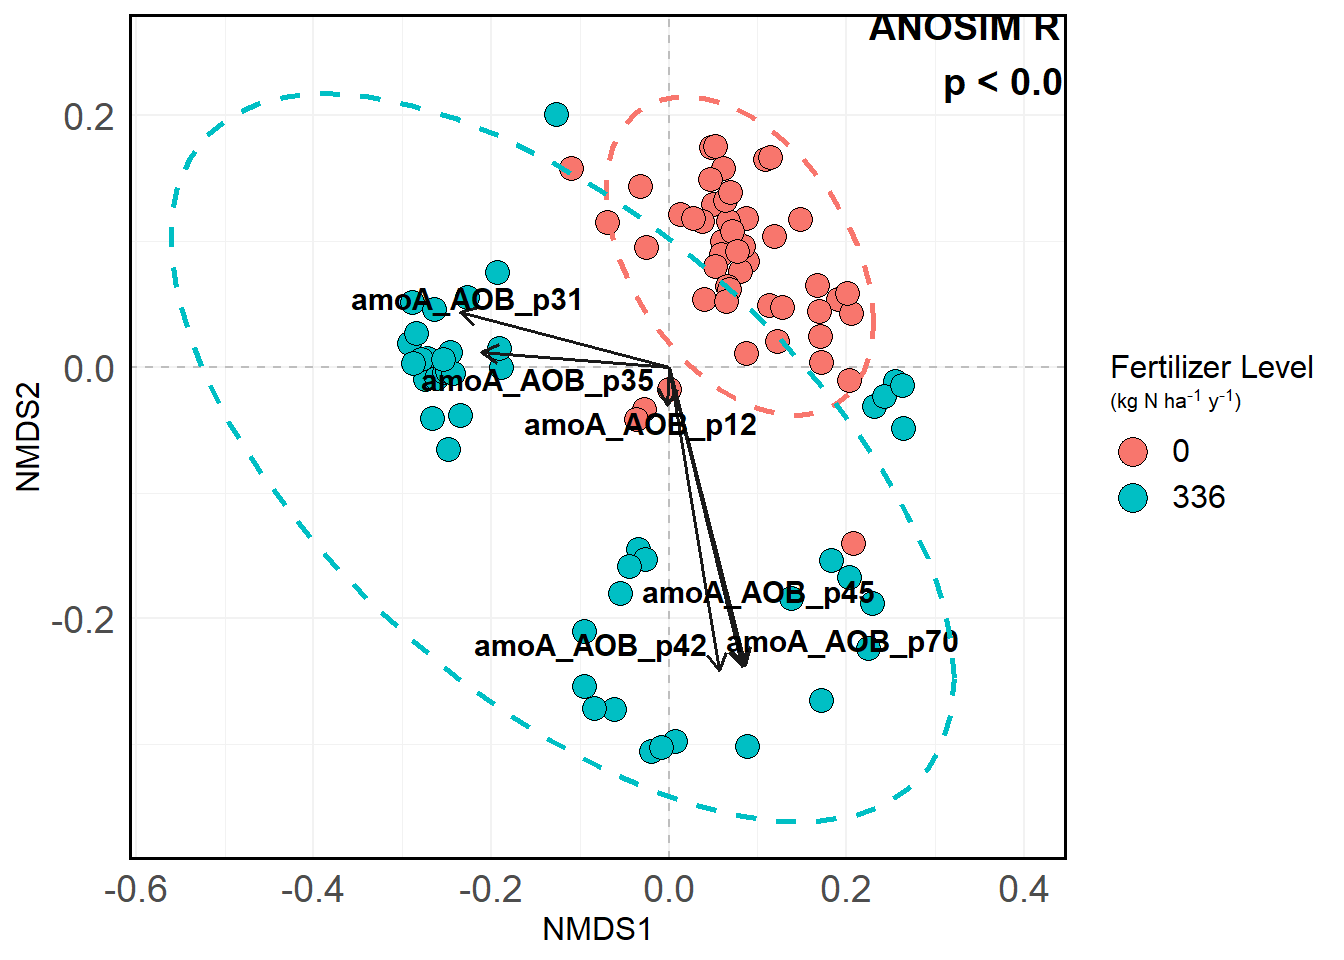 ANOSIM R
p < 0.0
0.2
0.0
-0.2
NMDS2
amoA_AOB_p31
amoA_AOB_p35
amoA_AOB_p12
amoA_AOB_p45
amoA_AOB_p42
amoA_AOB_p70
-0.6
-0.4
-0.2
0.0
0.2
0.4
NMDS1
Fertilizer Level
(kg N ha⁻¹ y⁻¹)
0
336